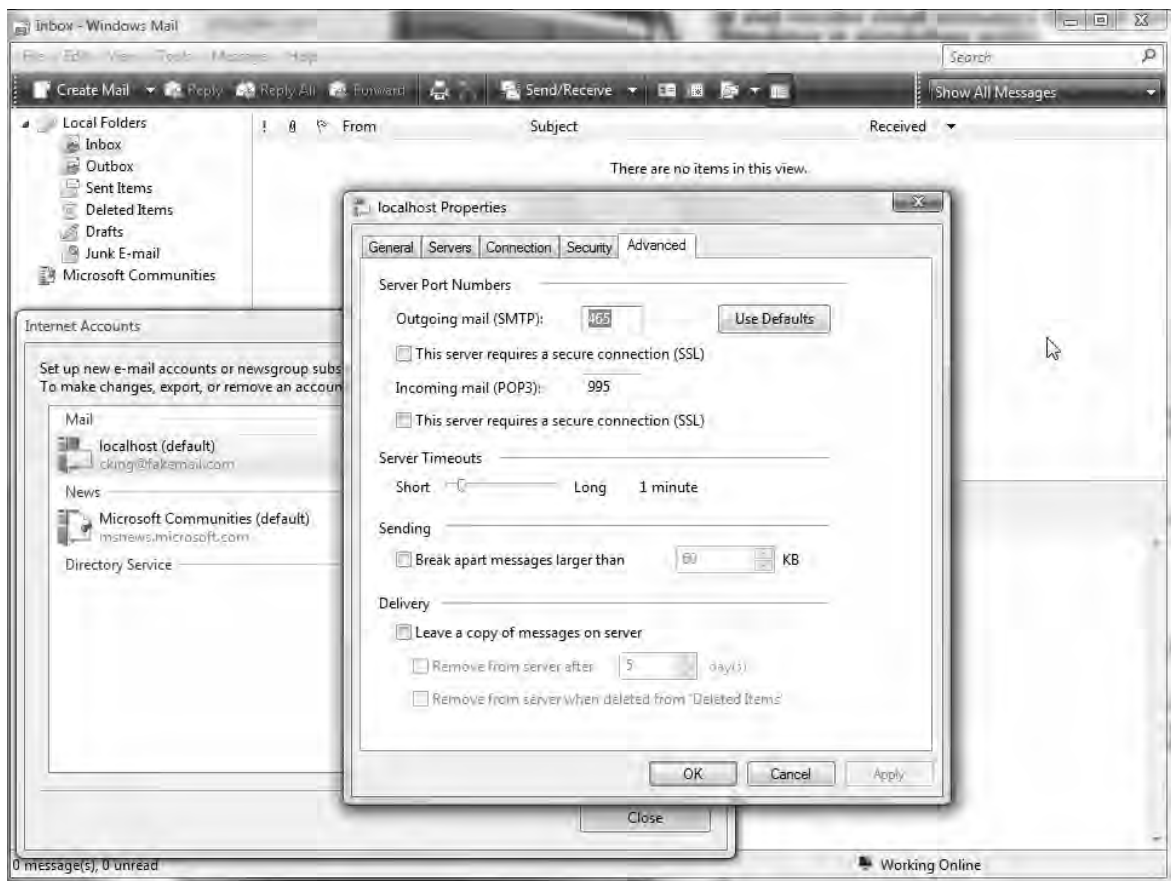 Inbox - Windows Mail
File Edit View Tools Message Help
Search
Create Mail Reply Reply All Forward Send/Receive
Show All Messages
Local Folders
Inbox
Outbox
Sent Items
Deleted Items
Drafts
Junk E-mail
Microsoft Communities
! From Subject Received
There are no items in this view.
Internet Accounts
Set up new e-mail accounts or newsgroup subs
To make changes, export, or remove an accoun
Mail
localhost (default)
cking@fakemail.com
News
Microsoft Communities (default)
msnews.microsoft.com
Directory Service
Close
localhost Properties
General Servers Connection Security Advanced
Server Port Numbers
Outgoing mail (SMTP): 465 Use Defaults
This server requires a secure connection (SSL)
Incoming mail (POP3): 995
This server requires a secure connection (SSL)
Server Timeouts
Short Long 1 minute
Sending
Break apart messages larger than 60 KB
Delivery
Leave a copy of messages on server
Remove from server after 5 day(s)
Remove from server when deleted from 'Deleted Items'
OK Cancel Apply
0 message(s), 0 unread
Working Online